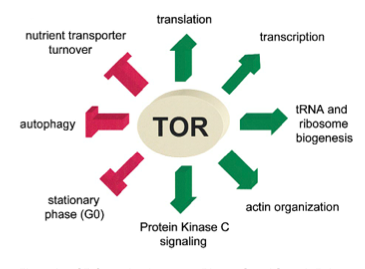 translation
nutrient transporter
turnover
transcription
autophagy
TOR
tRNA and
ribosome
biogenesis
stationary
phase (G0)
actin organization
Protein Kinase C
signaling